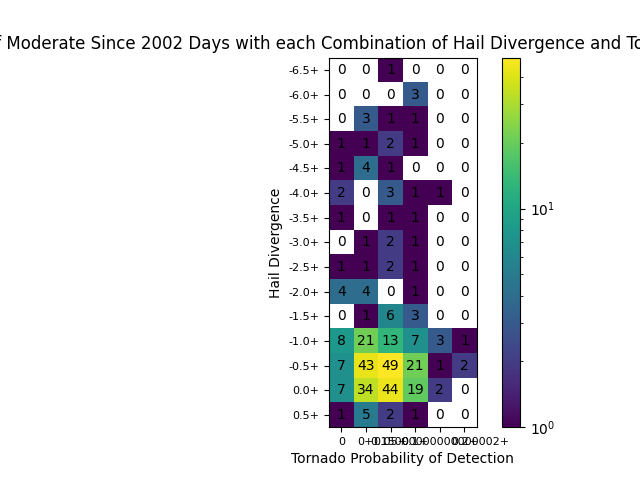 f Moderate Since 2002 Days with each Combination of Hail Divergence and To
-6.5+ 0 0 1 0 0 0
-6.0+ 0 0 0 3 0 0
-5.5+ 0 3 1 1 0 0
-5.0+ 1 1 2 1 0 0
-4.5+ 1 4 1 0 0 0
-4.0+ 2 0 3 1 1 0
-3.5+ 1 0 1 1 0 0
-3.0+ 0 1 2 1 0 0
-2.5+ 1 1 2 1 0 0
-2.0+ 4 4 0 1 0 0
-1.5+ 0 1 6 3 0 0
-1.0+ 8 21 13 7 3 1
-0.5+ 7 43 49 21 1 2
0.0+ 7 34 44 19 2 0
0.5+ 1 5 2 1 0 0
0
Hail Divergence
Tornado Probability of Detection
10^1
10^0